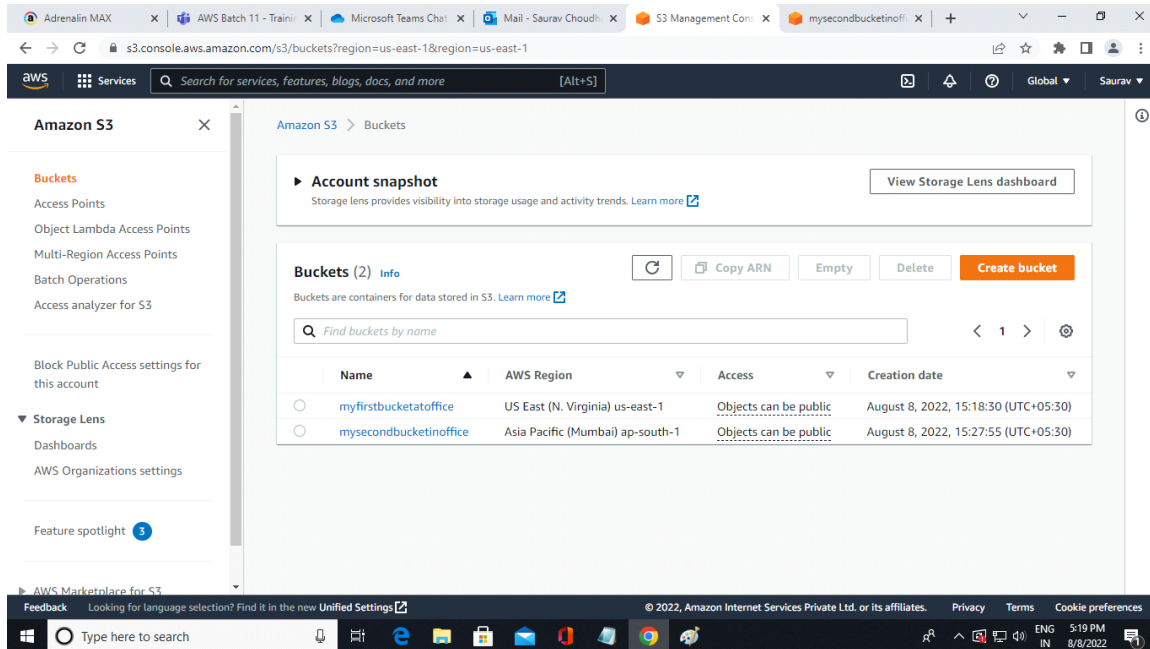 Adrenalin MAX
AWS Batch 11 - Trainin
Microsoft Teams Chat
Mail - Saurav Choudh
S3 Management Cons
mysecondbucketinoffi
s3.console.aws.amazon.com/s3/buckets?region=us-east-1&region=us-east-1
aws
Services
Search for services, features, blogs, docs, and more
[Alt+S]
Global
Saurav
Amazon S3
Buckets
Access Points
Object Lambda Access Points
Multi-Region Access Points
Batch Operations
Access analyzer for S3
Block Public Access settings for
this account
Storage Lens
Dashboards
AWS Organizations settings
Feature spotlight 3
AWS Marketplace for S3
Amazon S3 > Buckets
Account snapshot
Storage lens provides visibility into storage usage and activity trends. Learn more
View Storage Lens dashboard
Buckets (2) Info
Copy ARN
Empty
Delete
Create bucket
Buckets are containers for data stored in S3. Learn more
Find buckets by name
1
Name AWS Region Access Creation date
myfirstbucketatoffice US East (N. Virginia) us-east-1 Objects can be public August 8, 2022, 15:18:30 (UTC+05:30)
mysecondbucketinoffice Asia Pacific (Mumbai) ap-south-1 Objects can be public August 8, 2022, 15:27:55 (UTC+05:30)
Feedback Looking for language selection? Find it in the new Unified Settings © 2022, Amazon Internet Services Private Ltd. or its affiliates. Privacy Terms Cookie preferences
Type here to search
ENG
IN
5:19 PM
8/8/2022
1